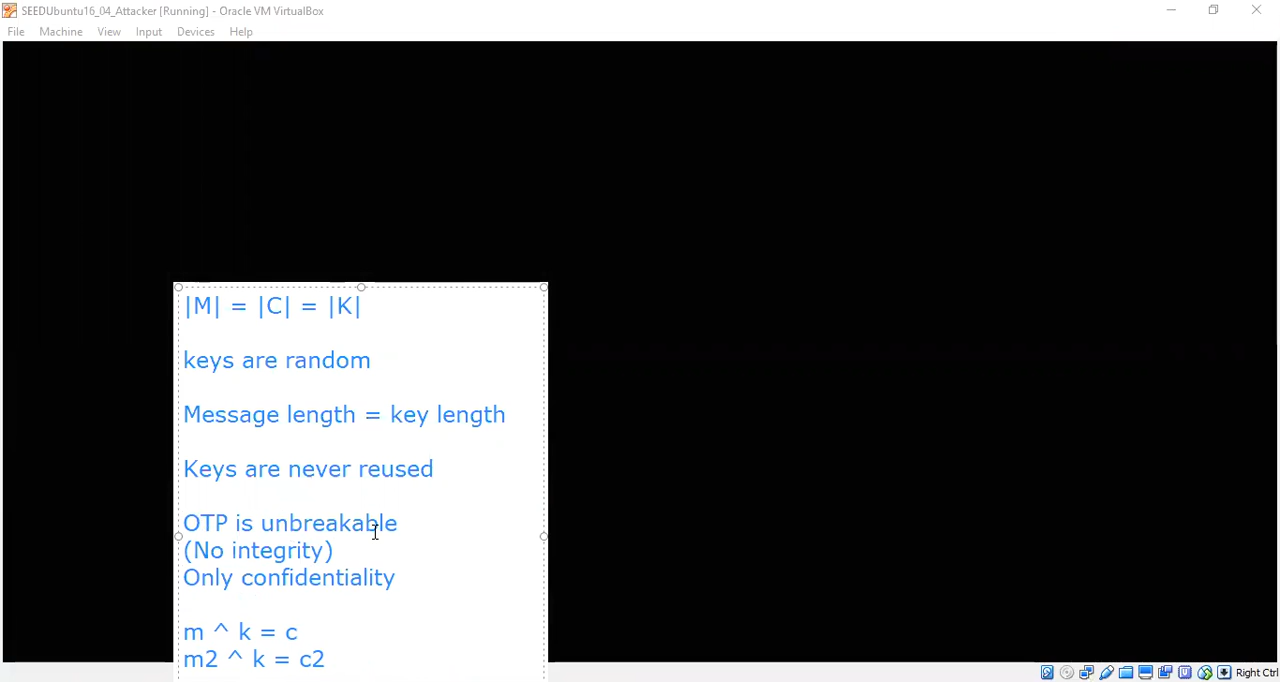 SEEDUbuntu16_04_Attacker [Running] - Oracle VM VirtualBox
File Machine View Input Devices Help
|M| = |C| = |K|
keys are random
Message length = key length
Keys are never reused
OTP is unbreakable
(No integrity)
Only confidentiality
m ^ k = c
m2 ^ k = c2
Right Ctrl